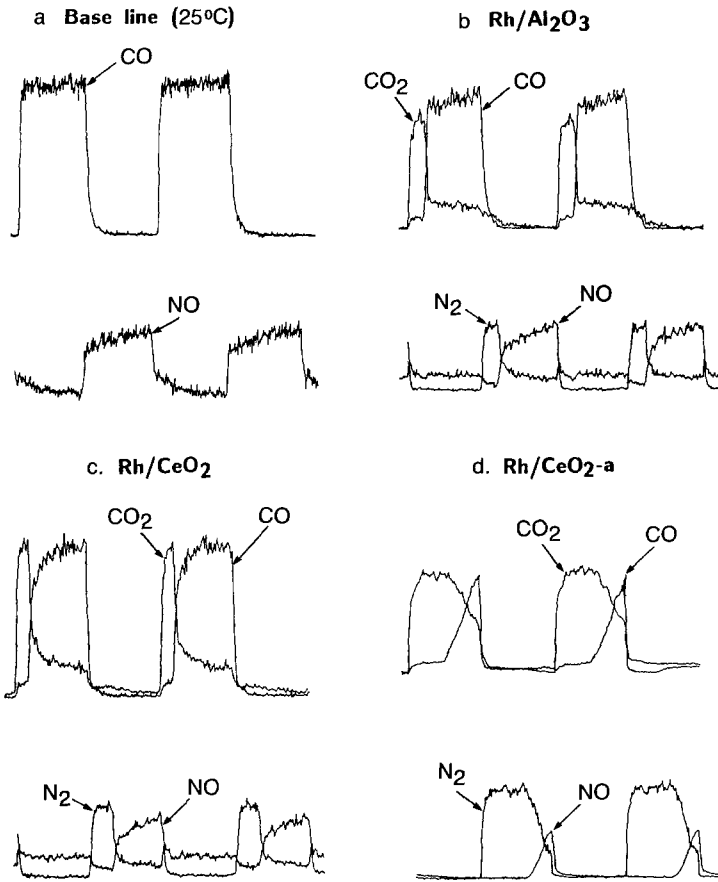 a Base line (25ºC)
CO
NO
b Rh/Al₂O₃
CO₂
CO
N₂
NO
c. Rh/CeO₂
CO₂
CO
N₂
NO
d. Rh/CeO₂-a
CO₂
CO
N₂
NO